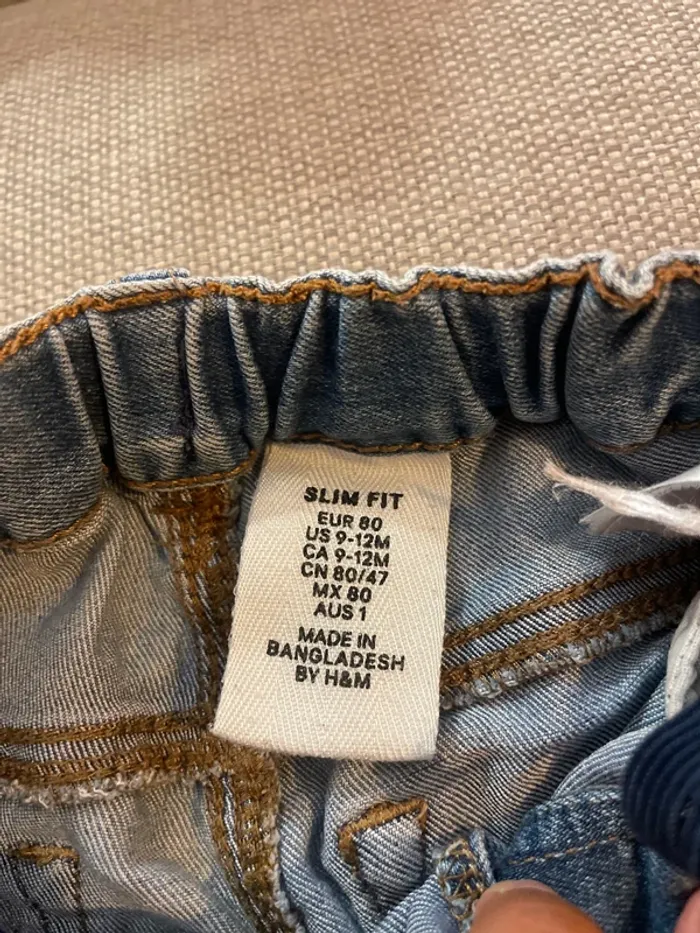 SLIM FIT
EUR 80
US 9-12M
CA 9-12M
CN 80/47
MX 80
AUS 1
MADE IN
BANGLADESH
BY H&M